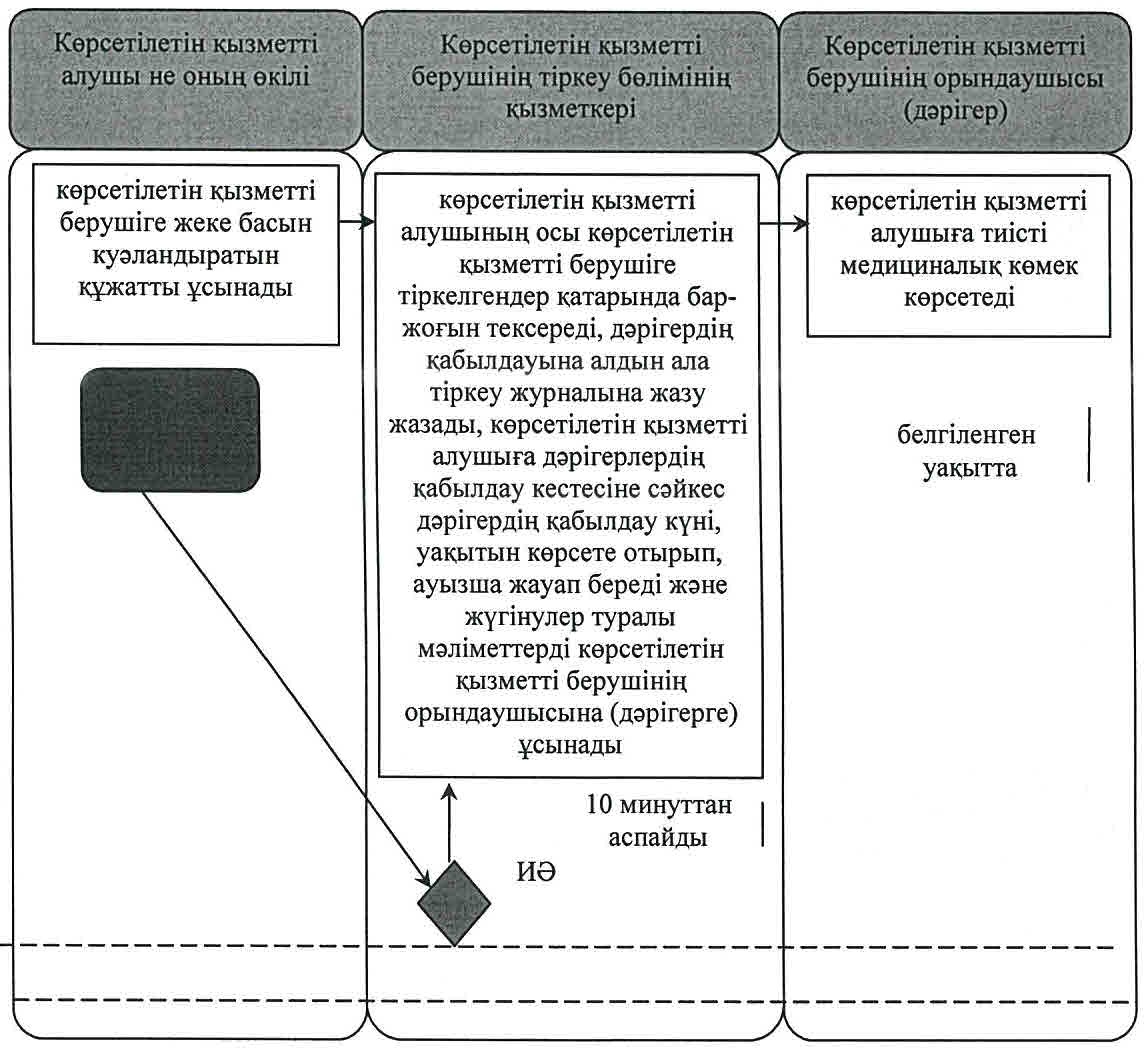 Көрсетілетін қызметті
алушы не оның өкілі
Көрсетілетін қызметті
берушінің тіркеу бөлімінің
қызметкері
Көрсетілетін қызметті
берушінің орындаушысы
(дәрігер)
көрсетілетін қызметті
берушіге жеке басын
куәландыратын
құжатты ұсынады
көрсетілетін қызметті
алушының осы көрсетілетін
қызметті берушіге
тіркелгендер қатарында бар-
жоғын тексереді, дәрігердің
қабылдауына алдын ала
тіркеу журналына жазу
жазады, көрсетілетін қызметті
алушыға дәрігерлердің
қабылдау кестесіне сәйкес
дәрігердің қабылдау күні,
уақытын көрсете отырып,
ауызша жауап береді және
жүгінулер туралы
мәліметтерді көрсетілетін
қызметті берушінің
орындаушысына (дәрігерге)
ұсынады
көрсетілетін қызметті
алушыға тиісті
медициналық көмек
көрсетеді
белгіленген
уақытта
10 минуттан
аспайды
ИӘ